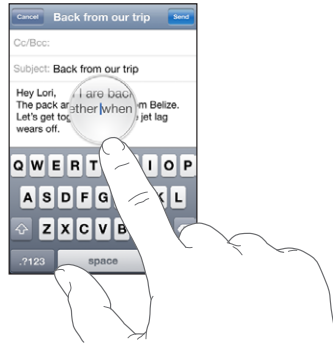 Cancel Back from our trip Send
Cc/Bcc:
Subject: Back from our trip
Hey Lori, I are back
The pack an ether when m Belize.
Let's get tog e jet lag
wears off.
Q W E R T I O P
A S D F G K L
Z X C V B
.?123 space